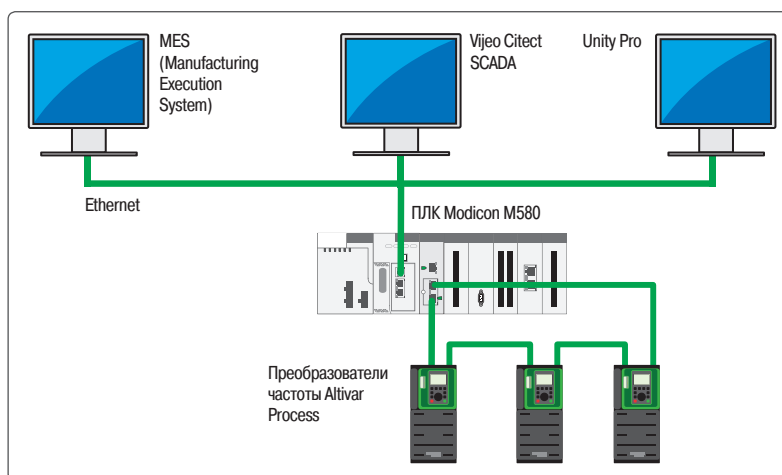 MES
(Manufacturing
Execution
System)
Vijeo Citect
SCADA
Unity Pro
Ethernet
ПЛК Modicon M580
Преобразователи
частоты Altivar
Process